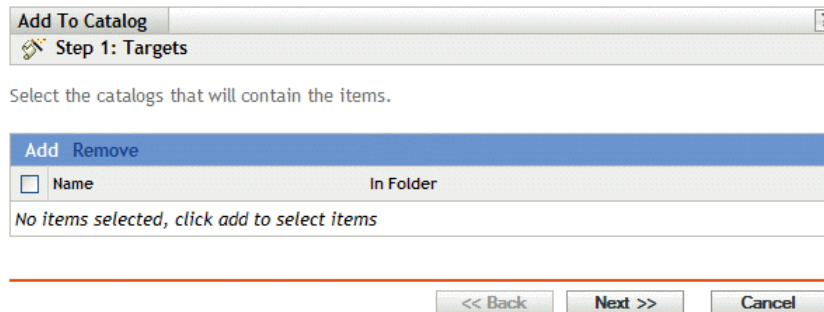 Add To Catalog
Step 1: Targets
Select the catalogs that will contain the items.
Add Remove
Name In Folder
No items selected, click add to select items
<< Back Next >> Cancel